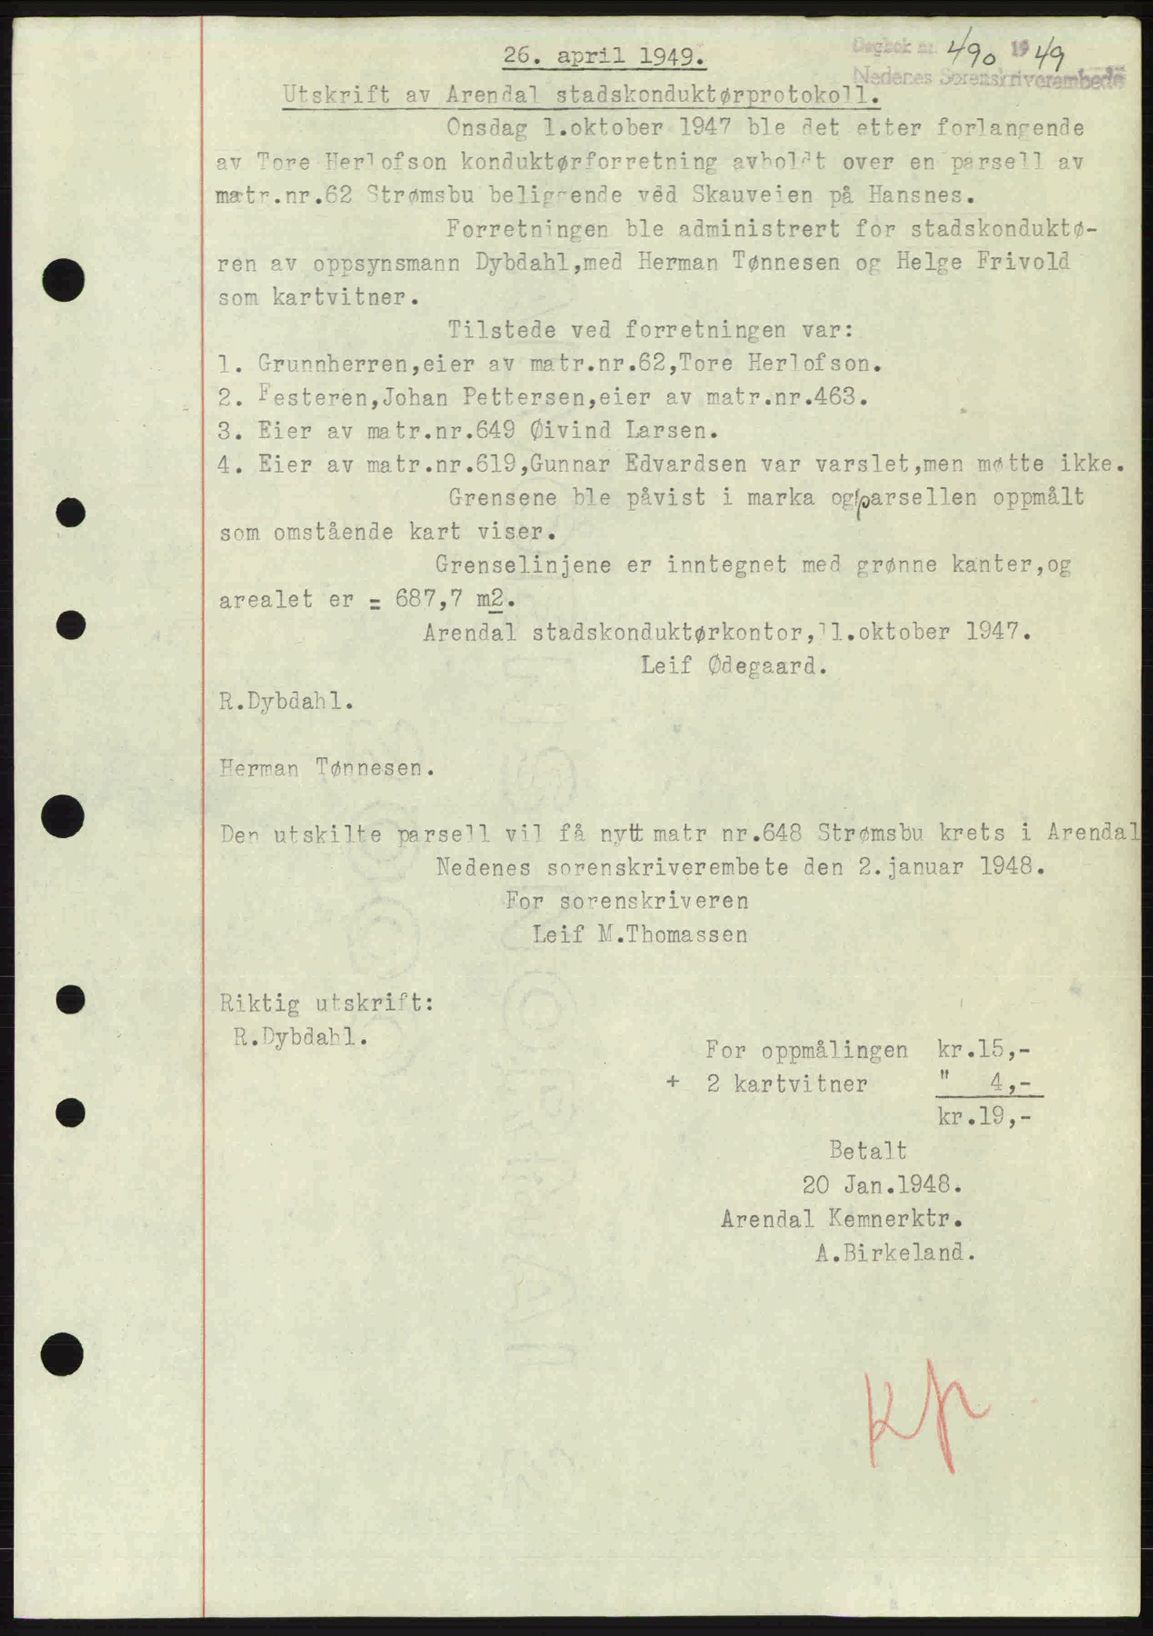 26. april 1949.
Dagbok nr. 490 1949
Nedenes Sorenskriverembede
Utskrift av Arendal stadskonduktørprotokoll.
Onsdag 1.oktober 1947 ble det etter forlangende
av Tore Herlofson konduktørforretning avholdt over en parsell av
matr.nr.62 Strømsbu beliggende ved Skauveien på Hansnes.
Forretningen ble administrert for stadskonduktø-
ren av oppsynsmann Dybdahl,med Herman Tønnesen og Helge Frivold
som kartvitner.
Tilstede ved forretningen var:
1. Grunnherren,eier av matr.nr.62,Tore Herlofson.
2. Festeren,Johan Pettersen,eier av matr.nr.463.
3. Eier av matr.nr.649 Øivind Larsen.
4. Eier av matr.nr.619,Gunnar Edvardsen var varslet,men møtte ikke.
Grensene ble påvist i marka og parsellen oppmålt
som omstående kart viser.
Grenselinjene er inntegnet med grønne kanter,og
arealet er = 687,7 m2.
Arendal stadskonduktørkontor,11.oktober 1947.
Leif Ødegaard.
R.Dybdahl.
Herman Tønnesen.
Den utskilte parsell vil få nytt matr nr.648 Strømsbu krets i Arendal
Nedenes sorenskriverembete den 2.januar 1948.
For sorenskriveren
Leif M.Thomassen
Riktig utskrift:
R.Dybdahl.
For oppmålingen kr.15,-
+ 2 kartvitner " 4,-
kr.19,-
Betalt
20 Jan.1948.
Arendal Kemnerktr.
A.Birkeland.